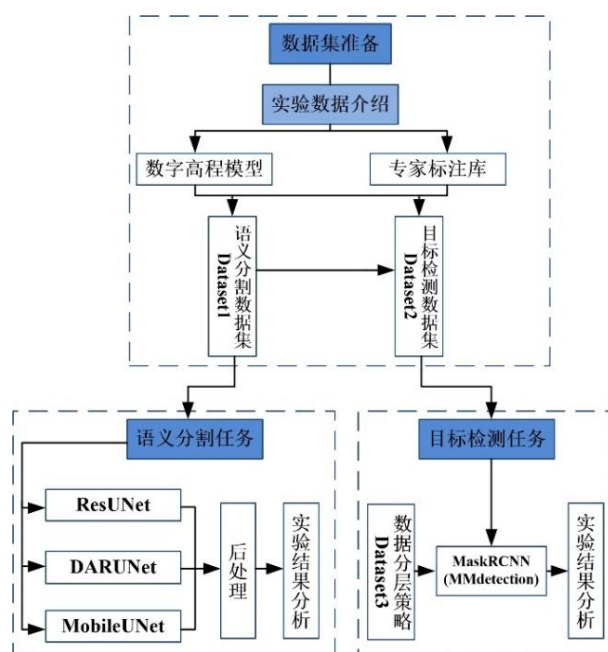 数据集准备
实验数据介绍
数字高程模型
专家标注库
语义分割数据集
Dataset1
目标检测数据集
Dataset2
语义分割任务
ResUNet
DARUNet
MobileUNet
后处理
实验结果分析
目标检测任务
数据分层策略
Dataset3
MaskRCNN
(MMdetection)
实验结果分析